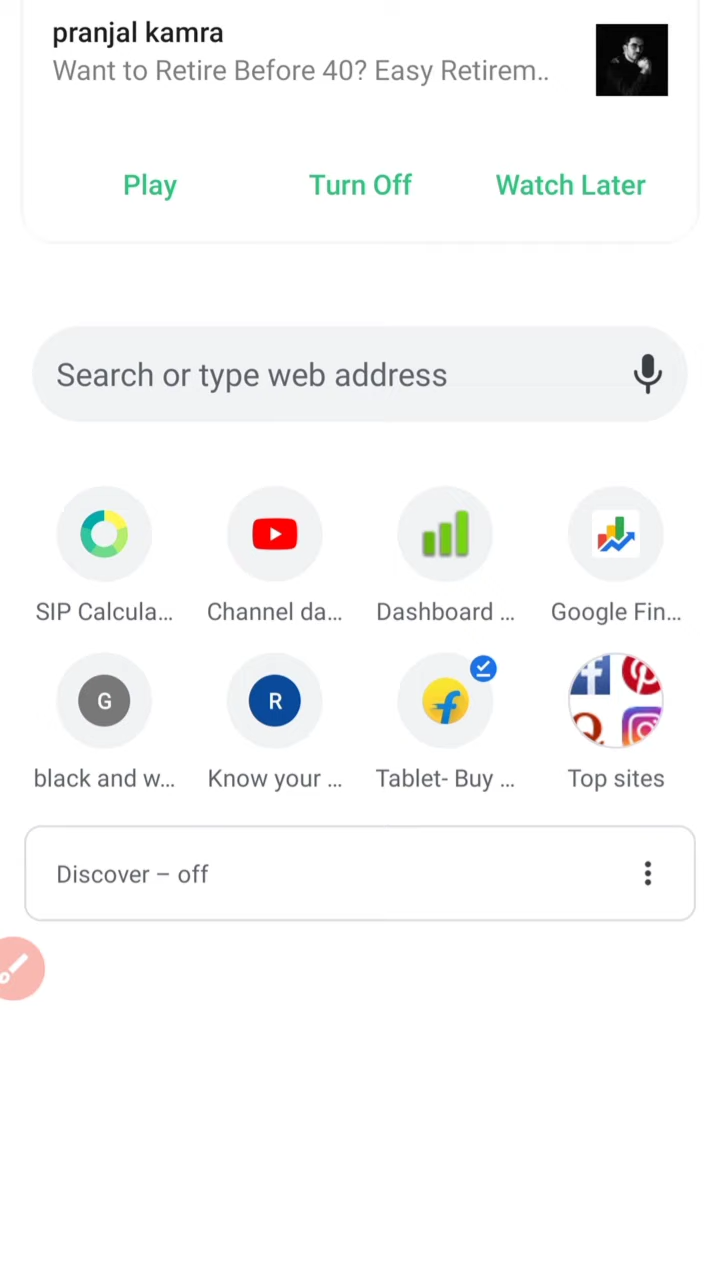 pranjal kamra
Want to Retire Before 40? Easy Retirem..
Play Turn Off Watch Later
Search or type web address
SIP Calcula... Channel da... Dashboard ... Google Fin...
G R
black and w... Know your ... Tablet- Buy ... Top sites
Discover – off